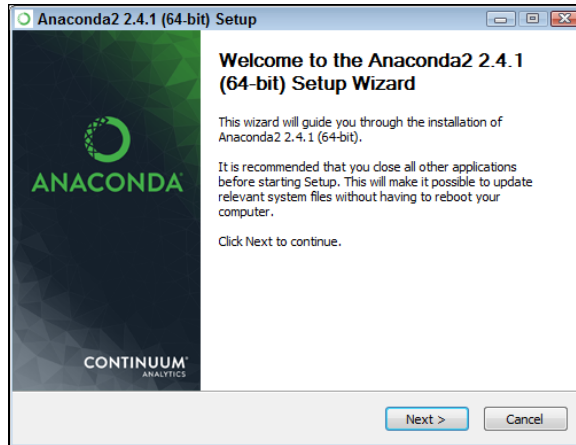 Anaconda2 2.4.1 (64-bit) Setup
Welcome to the Anaconda2 2.4.1
(64-bit) Setup Wizard
This wizard will guide you through the installation of
Anaconda2 2.4.1 (64-bit).
It is recommended that you close all other applications
before starting Setup. This will make it possible to update
relevant system files without having to reboot your
computer.
Click Next to continue.
ANACONDA
CONTINUUM
ANALYTICS
Next >
Cancel